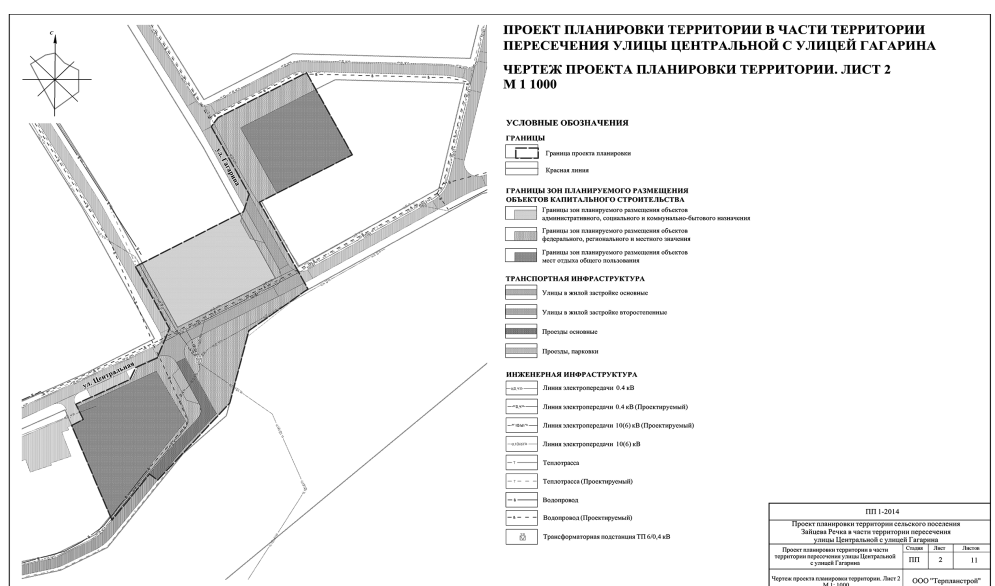 ПРОЕКТ ПЛАНИРОВКИ ТЕРРИТОРИИ В ЧАСТИ ТЕРРИТОРИИ
ПЕРЕСЕЧЕНИЯ УЛИЦЫ ЦЕНТРАЛЬНОЙ С УЛИЦЕЙ ГАГАРИНА
ЧЕРТЕЖ ПРОЕКТА ПЛАНИРОВКИ ТЕРРИТОРИИ. ЛИСТ 2
М 1 1000
с
ул. Гагарина
ул. Центральная
УСЛОВНЫЕ ОБОЗНАЧЕНИЯ
ГРАНИЦЫ
Граница проекта планировки
Красная линия
ГРАНИЦЫ ЗОН ПЛАНИРУЕМОГО РАЗМЕЩЕНИЯ
ОБЪЕКТОВ КАПИТАЛЬНОГО СТРОИТЕЛЬСТВА
Границы зон планируемого размещения объектов
административного, социального и коммунально-бытового назначения
Границы зон планируемого размещения объектов
федерального, регионального и местного значения
Границы зон планируемого размещения объектов
мест отдыха общего пользования
ТРАНСПОРТНАЯ ИНФРАСТРУКТУРА
Улицы в жилой застройке основные
Улицы в жилой застройке второстепенные
Проезды основные
Проезды, парковки
ИНЖЕНЕРНАЯ ИНФРАСТРУКТУРА
Линия электропередачи 0.4 кВ
Линия электропередачи 0.4 кВ (Проектируемый)
Линия электропередачи 10(6) кВ (Проектируемый)
Линия электропередачи 10(6) кВ
Теплотрасса
Теплотрасса (Проектируемый)
Водопровод
Водопровод (Проектируемый)
Трансформаторная подстанция ТП 6/0,4 кВ
ПП 1-2014
Проект планировки территории сельского поселения
Зайцева Речка в части территории пересечения
улицы Центральной с улицей Гагарина
Проект планировки территории в части
территории пересечения улицы Центральной
с улицей Гагарина
Стадия Лист Листов
ПП 2 11
Чертеж проекта планировки территории. Лист 2
М 1: 1000
ООО "Терпланстрой"